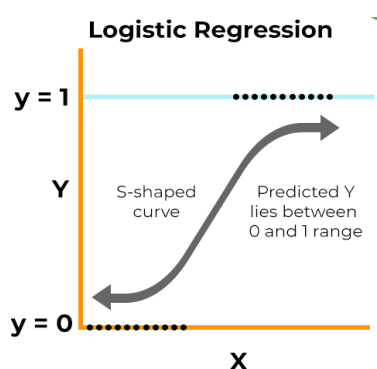 Logistic Regression
y = 1
Y
S-shaped
curve
Predicted Y
lies between
0 and 1 range
y = 0
X